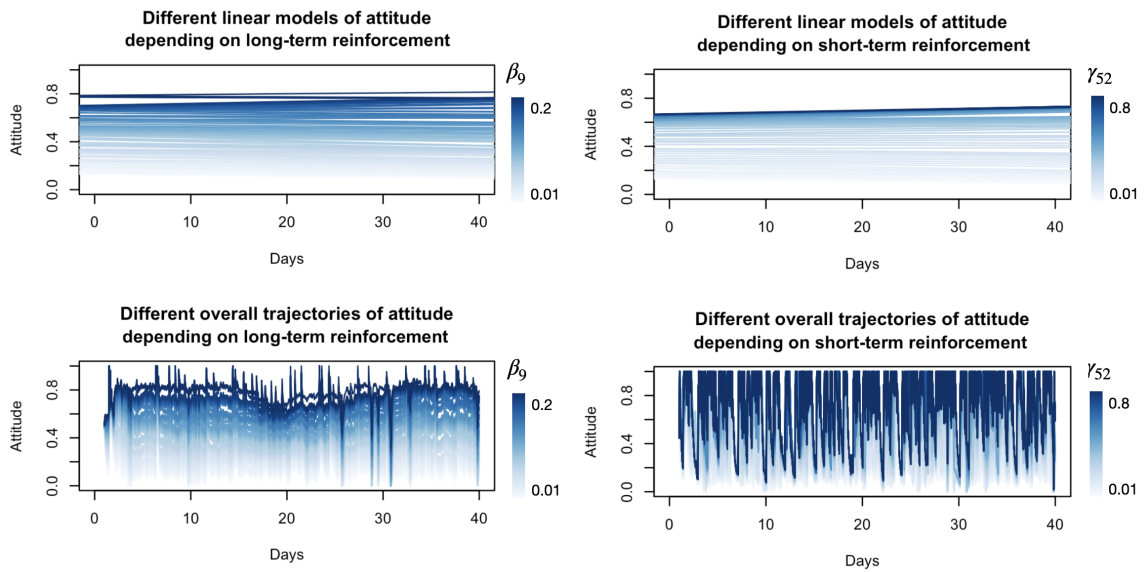 Different linear models of attitude
depending on long-term reinforcement
Attitude
0.0 0.4 0.8
0 10 20 30 40
Days
β9
0.2
0.01
Different linear models of attitude
depending on short-term reinforcement
Attitude
0.0 0.4 0.8
0 10 20 30 40
Days
γ52
0.8
0.01
Different overall trajectories of attitude
depending on long-term reinforcement
Attitude
0.0 0.4 0.8
0 10 20 30 40
Days
β9
0.2
0.01
Different overall trajectories of attitude
depending on short-term reinforcement
Attitude
0.0 0.4 0.8
0 10 20 30 40
Days
γ52
0.8
0.01